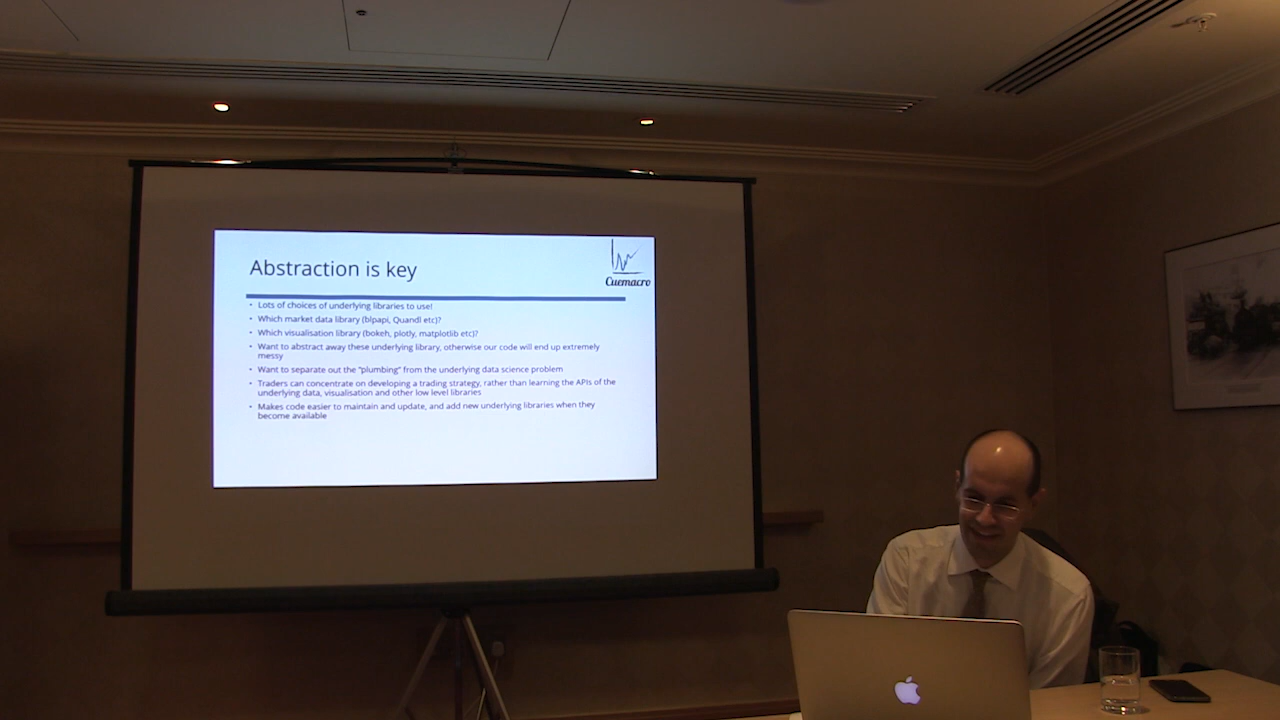 Abstraction is key
Cuemacro
• Lots of choices of underlying libraries to use!
• Which market data library (blpapi, Quandl etc)?
• Which visualisation library (bokeh, plotly, matplotlib etc)?
• Want to abstract away these underlying library, otherwise our code will end up extremely
messy
• Want to separate out the "plumbing" from the underlying data science problem
• Traders can concentrate on developing a trading strategy, rather than learning the APIs of the
underlying data, visualisation and other low level libraries
• Makes code easier to maintain and update, and add new underlying libraries when they
become available